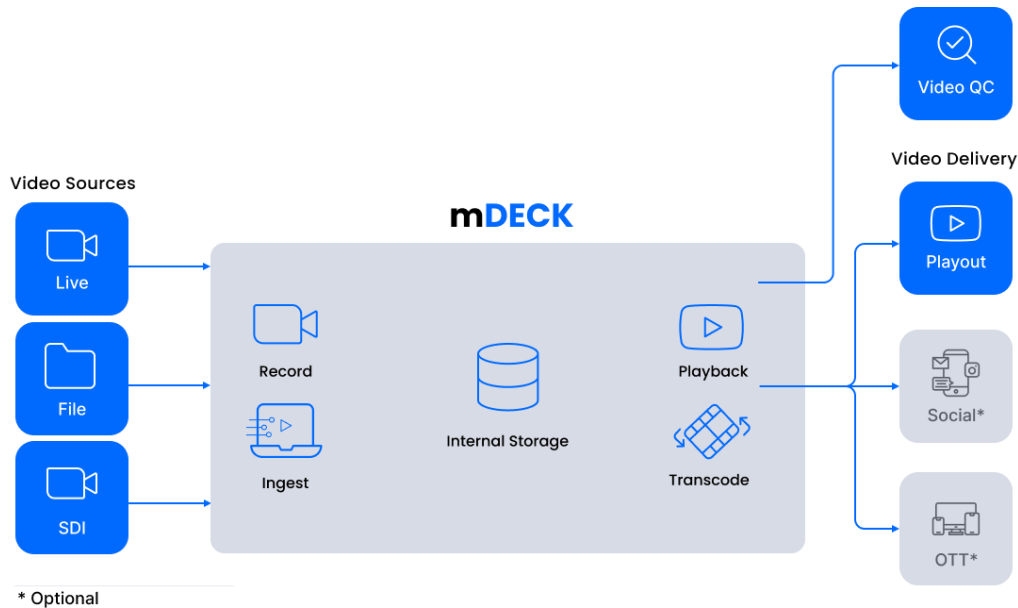 Video QC
Video Delivery
Video Sources
mDECK
Live
Playout
Record
Playback
File
Social*
Internal Storage
Ingest
Transcode
SDI
OTT*
* Optional